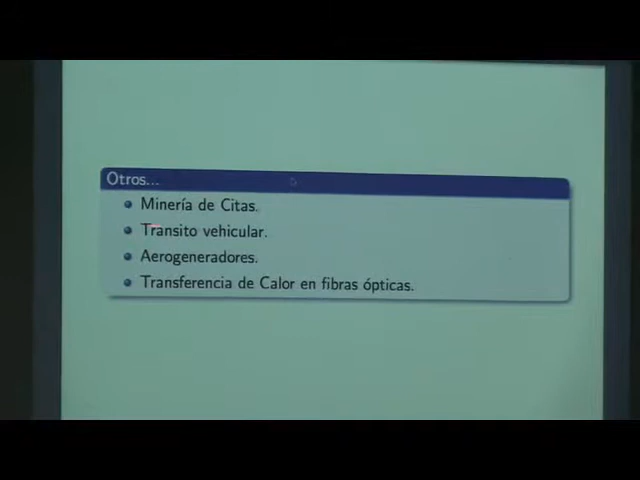 Otros...
Minería de Citas.
Transito vehicular.
Aerogeneradores.
Transferencia de Calor en fibras ópticas.